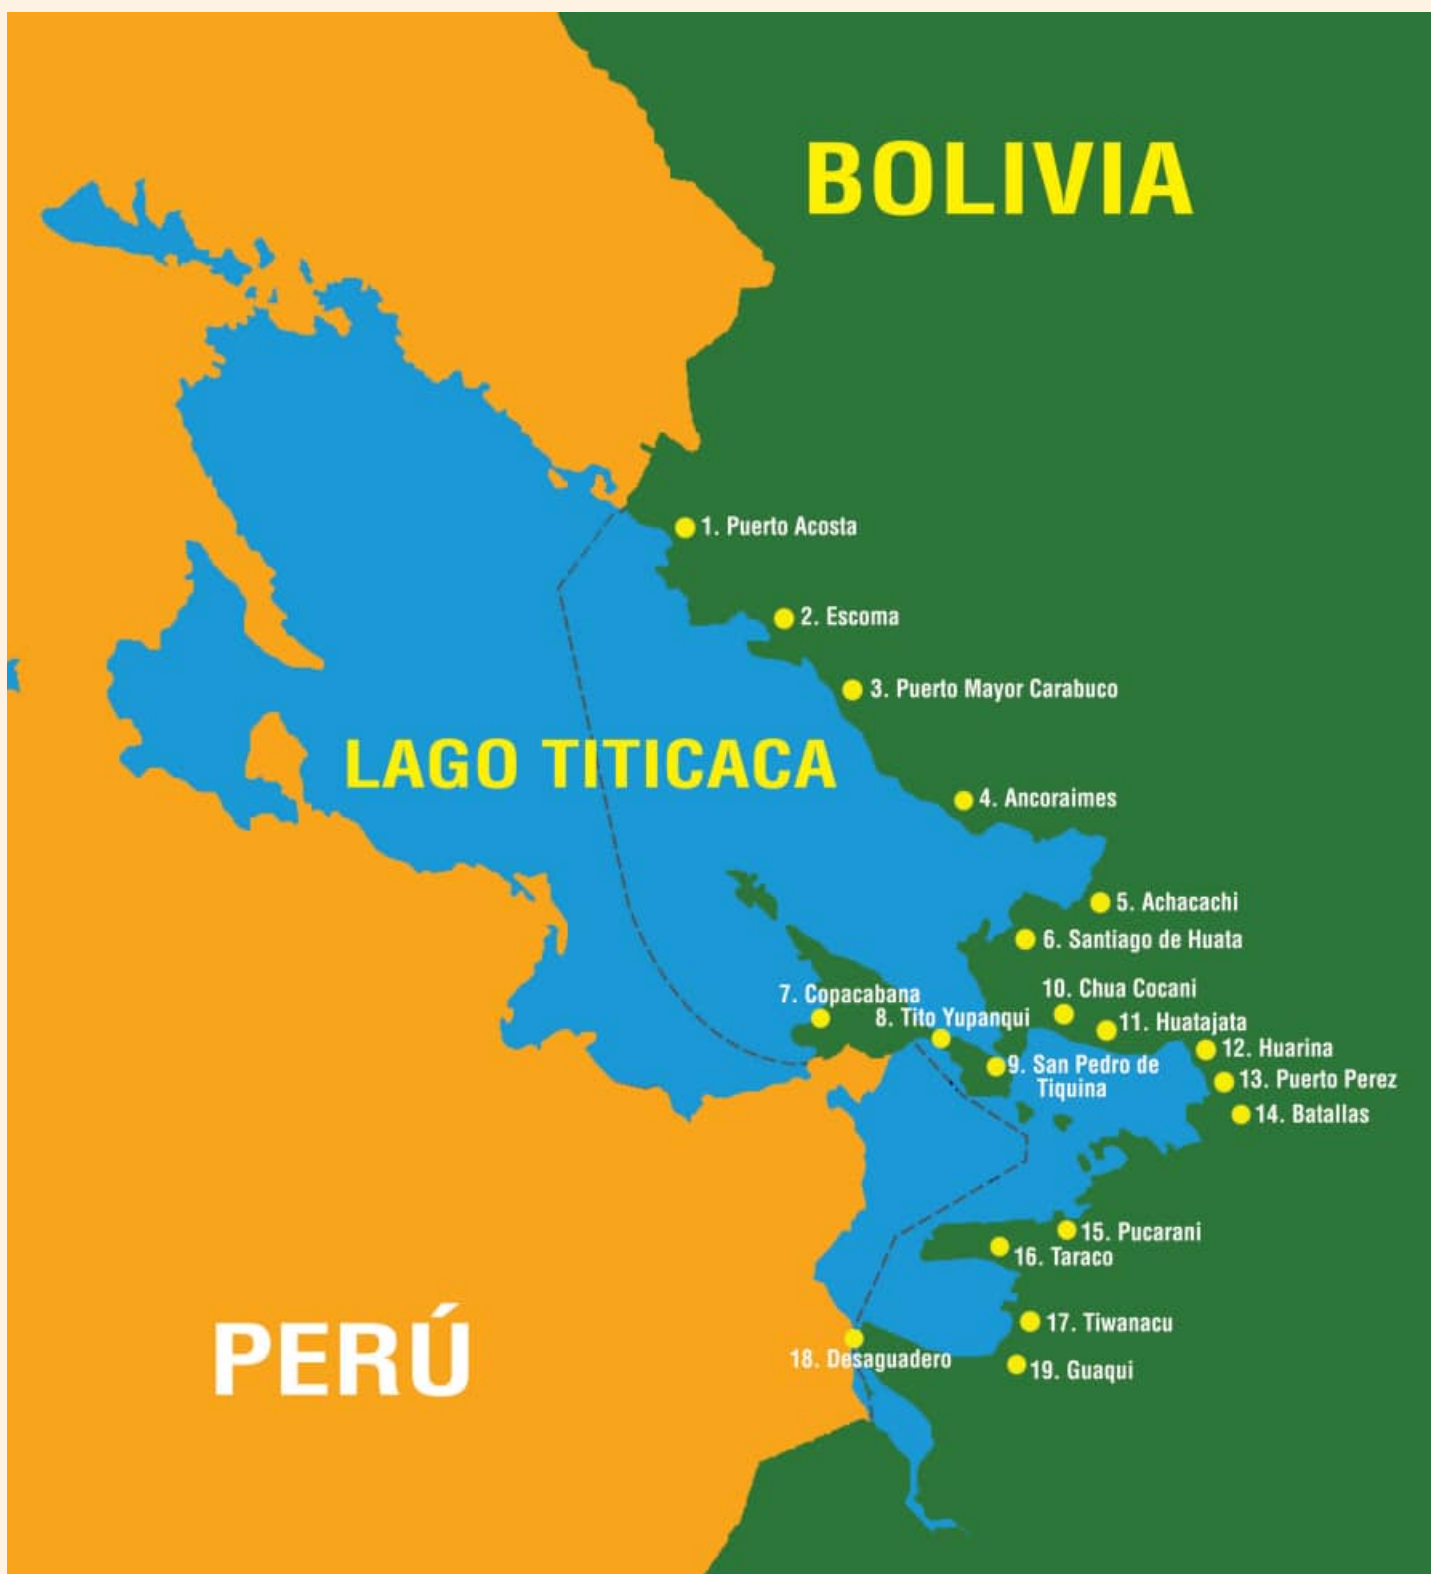 BOLIVIA
1. Puerto Acosta
2. Escoma
3. Puerto Mayor Carabuco
LAGO TITICACA
4. Ancoraimes
5. Achacachi
6. Santiago de Huata
7. Copacabana
10. Chua Cocani
8. Tito Yupanqui
11. Huatajata
12. Huarina
9. San Pedro de
Tiquina
13. Puerto Perez
14. Batallas
15. Pucarani
16. Taraco
17. Tiwanacu
PERÚ
18. Desaguadero
19. Guaqui